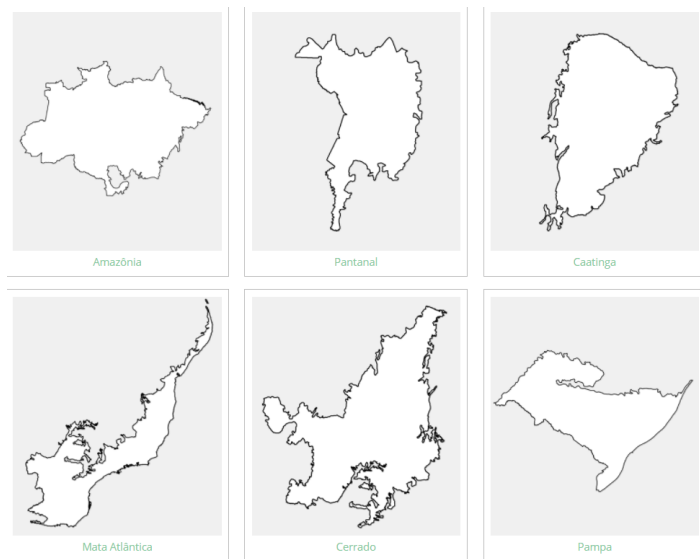 Amazônia
Pantanal
Caatinga
Mata Atlântica
Cerrado
Pampa